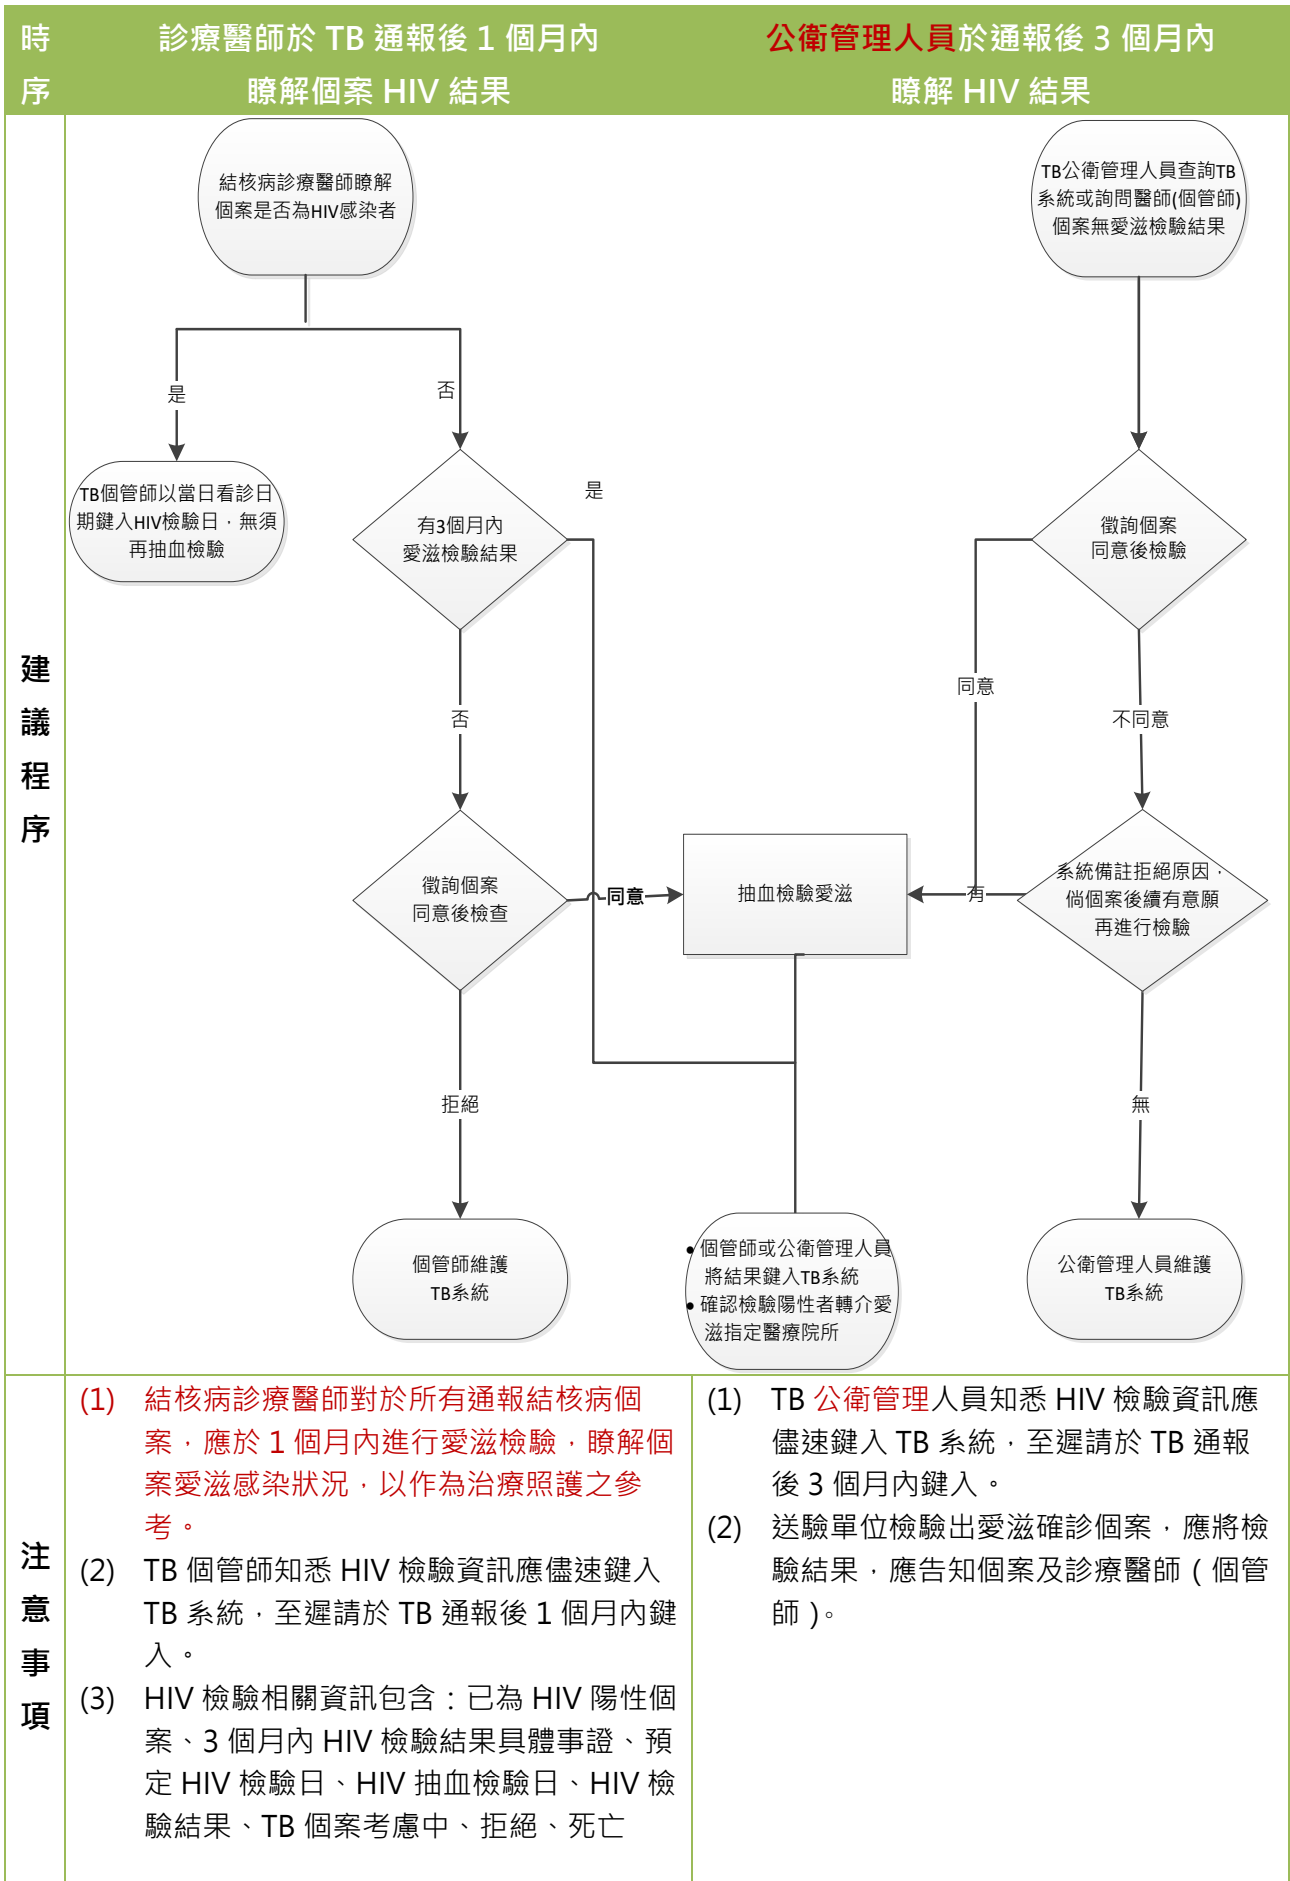 時
序
診療醫師於 TB 通報後 1 個月內
瞭解個案 HIV 結果
公衛管理人員於通報後 3 個月內
瞭解 HIV 結果
建
議
程
序
結核病診療醫師瞭解
個案是否為HIV感染者
是
否
TB個管師以當日看診日
期鍵入HIV檢驗日，無須
再抽血檢驗
有3個月內
愛滋檢驗結果
是
否
徵詢個案
同意後檢查
同意
拒絕
個管師維護
TB系統
抽血檢驗愛滋
• 個管師或公衛管理人員
將結果鍵入TB系統
• 確認檢驗陽性者轉介愛
滋指定醫療院所
TB公衛管理人員查詢TB
系統或詢問醫師(個管師)
個案無愛滋檢驗結果
徵詢個案
同意後檢驗
同意
不同意
系統備註拒絕原因，
倘個案後續有意願
再進行檢驗
有
無
公衛管理人員維護
TB系統
注
意
事
項
(1) 結核病診療醫師對於所有通報結核病個
案，應於 1 個月內進行愛滋檢驗，瞭解個
案愛滋感染狀況，以作為治療照護之參
考。
(2) TB 個管師知悉 HIV 檢驗資訊應儘速鍵入
TB 系統，至遲請於 TB 通報後 1 個月內鍵
入。
(3) HIV 檢驗相關資訊包含：已為 HIV 陽性個
案、3 個月內 HIV 檢驗結果具體事證、預
定 HIV 檢驗日、HIV 抽血檢驗日、HIV 檢
驗結果、TB 個案考慮中、拒絕、死亡
(1) TB 公衛管理人員知悉 HIV 檢驗資訊應
儘速鍵入 TB 系統，至遲請於 TB 通報
後 3 個月內鍵入。
(2) 送驗單位檢驗出愛滋確診個案，應將檢
驗結果，應告知個案及診療醫師（個管
師）。